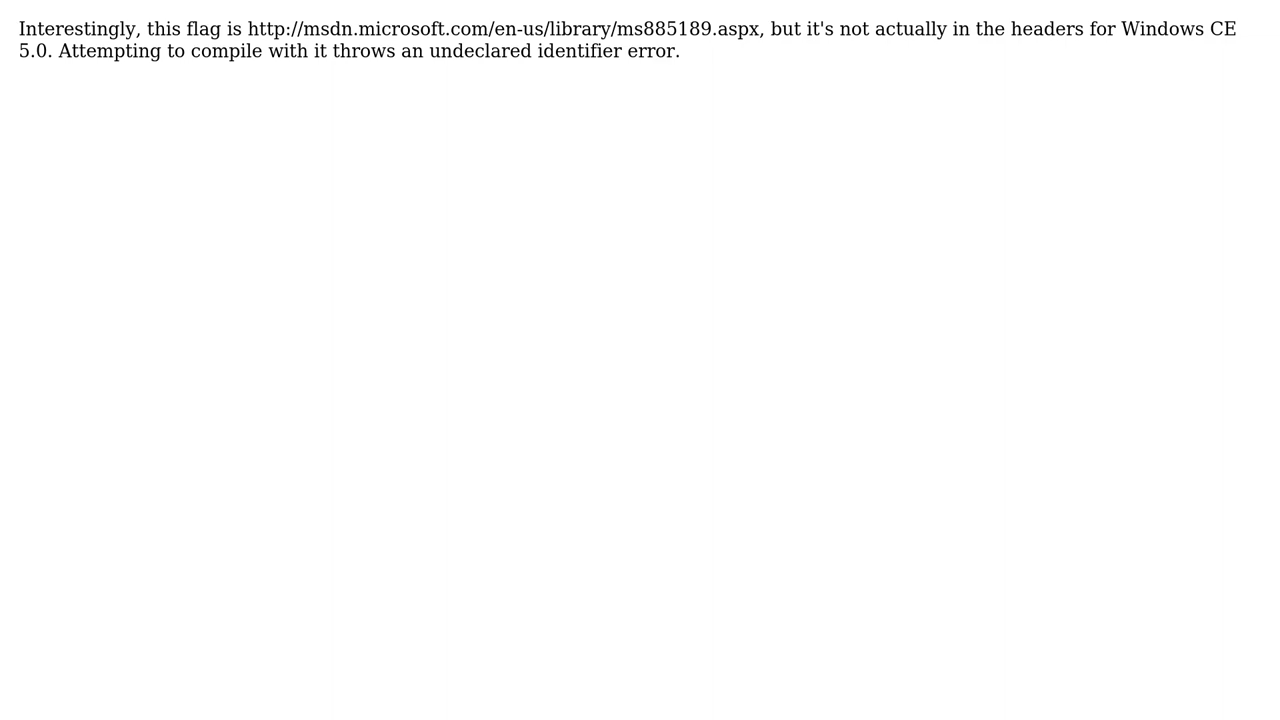 Interestingly, this flag is http://msdn.microsoft.com/en-us/library/ms885189.aspx, but it's not actually in the headers for Windows CE
5.0. Attempting to compile with it throws an undeclared identifier error.